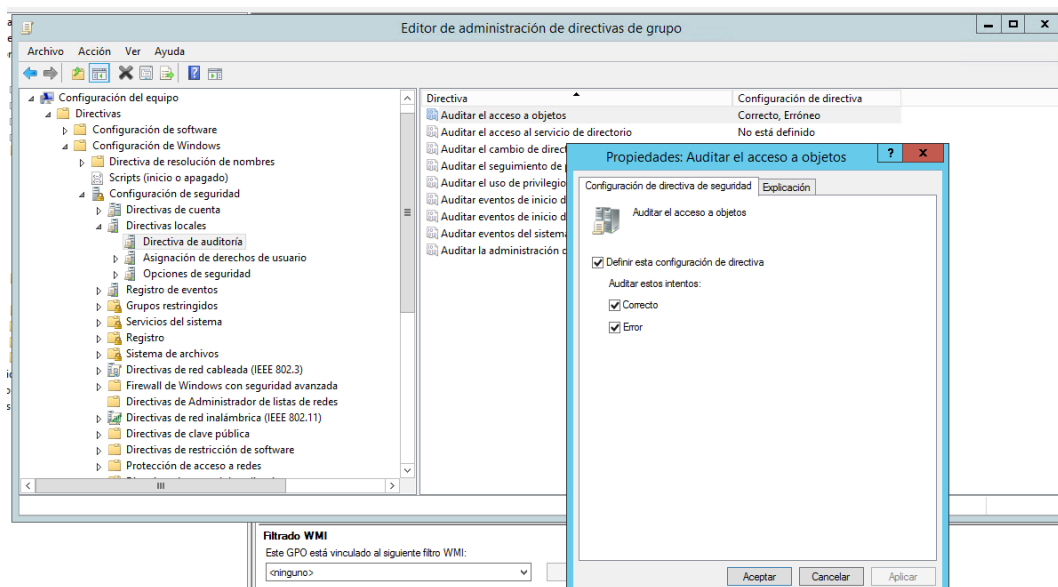 Editor de administración de directivas de grupo
Archivo Acción Ver Ayuda
Configuración del equipo
Directivas
Configuración de software
Configuración de Windows
Directiva de resolución de nombres
Scripts (inicio o apagado)
Configuración de seguridad
Directivas de cuenta
Directivas locales
Directiva de auditoría
Asignación de derechos de usuario
Opciones de seguridad
Registro de eventos
Grupos restringidos
Servicios del sistema
Registro
Sistema de archivos
Directivas de red cableada (IEEE 802.3)
Firewall de Windows con seguridad avanzada
Directivas de Administrador de listas de redes
Directivas de red inalámbrica (IEEE 802.11)
Directivas de clave pública
Directivas de restricción de software
Protección de acceso a redes
Directiva Configuración de directiva
Auditar el acceso a objetos Correcto, Erróneo
Auditar el acceso al servicio de directorio No está definido
Auditar el cambio de direct
Auditar el seguimiento de
Auditar el uso de privilegio
Auditar eventos de inicio d
Auditar eventos de inicio d
Auditar eventos del sistema
Auditar la administración
Propiedades: Auditar el acceso a objetos ? x
Configuración de directiva de seguridad Explicación
Auditar el acceso a objetos
Definir esta configuración de directiva
Auditar estos intentos:
Correcto
Error
Aceptar Cancelar Aplicar
Filtrado WMI
Este GPO está vinculado al siguiente filtro WMI:
<ninguno>